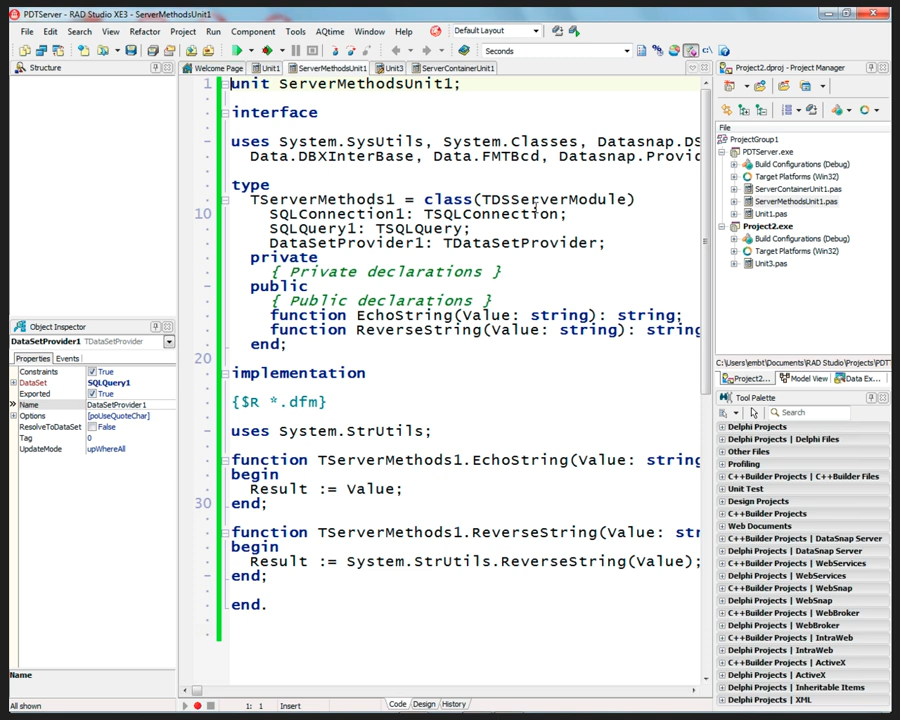 PDTServer - RAD Studio XE3 - ServerMethodsUnit1
File Edit Search View Refactor Project Run Component Tools AQtime Window Help Default Layout
Seconds
Structure
Welcome Page Unit1 ServerMethodsUnit1 Unit3 ServerContainerUnit1
1 unit ServerMethodsUnit1;
interface
uses System.SysUtils, System.Classes, Datasnap.DS
Data.DBXInterBase, Data.FMTBcd, Datasnap.Provid
type
TServerMethods1 = class(TDSServerModule)
10 SQLConnection1: TSQLConnection;
SQLQuery1: TSQLQuery;
DataSetProvider1: TDataSetProvider;
private
{ Private declarations }
public
{ Public declarations }
function EchoString(Value: string): string;
function ReverseString(Value: string): string
end;
20
implementation
{$R *.dfm}
uses System.StrUtils;
function TServerMethods1.EchoString(Value: string
begin
Result := Value;
30 end;
function TServerMethods1.ReverseString(Value: str
begin
Result := System.StrUtils.ReverseString(Value);
end;
end.
1: 1 Insert Code Design History
Object Inspector
DataSetProvider1 TDataSetProvider
Properties Events
Constraints True
DataSet SQLQuery1
Exported True
Name DataSetProvider1
Options [poUseQuoteChar]
ResolveToDataSet False
Tag 0
UpdateMode upWhereAll
Name
All shown
Project2.dproj - Project Manager
File
ProjectGroup1
PDTServer.exe
Build Configurations (Debug)
Target Platforms (Win32)
ServerContainerUnit1.pas
ServerMethodsUnit1.pas
Unit1.pas
Project2.exe
Build Configurations (Debug)
Target Platforms (Win32)
Unit3.pas
C:\Users\embt\Documents\RAD Studio\Projects\PDT
Project2... Model View Data Ex...
Tool Palette
Search
Delphi Projects
Delphi Projects | Delphi Files
Other Files
Profiling
C++Builder Projects | C++Builder Files
Unit Test
Design Projects
C++Builder Projects
Web Documents
C++Builder Projects | DataSnap Server
Delphi Projects | DataSnap Server
C++Builder Projects | WebServices
Delphi Projects | WebServices
C++Builder Projects | WebSnap
Delphi Projects | WebSnap
C++Builder Projects | WebBroker
Delphi Projects | WebBroker
C++Builder Projects | IntraWeb
Delphi Projects | IntraWeb
C++Builder Projects | ActiveX
Delphi Projects | ActiveX
Delphi Projects | Inheritable Items
Delphi Projects | XML